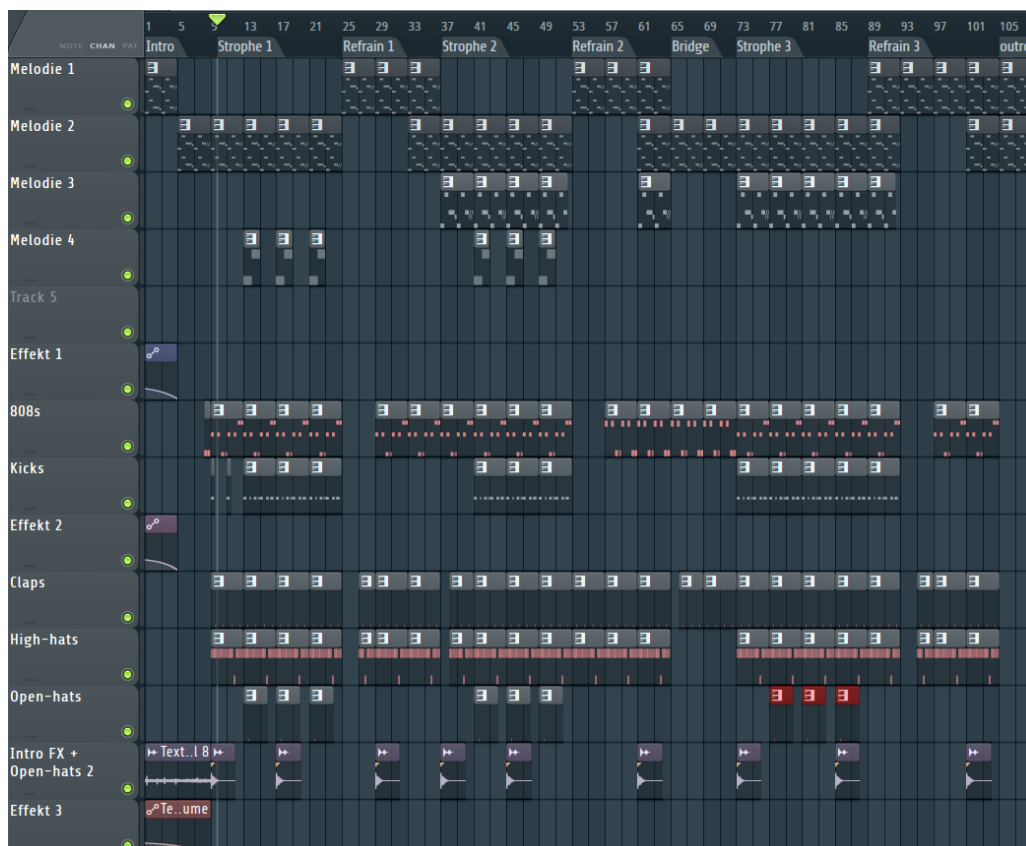 1 5 9 13 17 21 25 29 33 37 41 45 49 53 57 61 65 69 73 77 81 85 89 93 97 101 105
NOTE CHAN PAT
Intro Strophe 1 Refrain 1 Strophe 2 Refrain 2 Bridge Strophe 3 Refrain 3 outr
Melodie 1
Melodie 2
Melodie 3
Melodie 4
Track 5
Effekt 1
808s
Kicks
Effekt 2
Claps
High-hats
Open-hats
Intro FX +
Open-hats 2
Text..l 8
Effekt 3
Te..ume